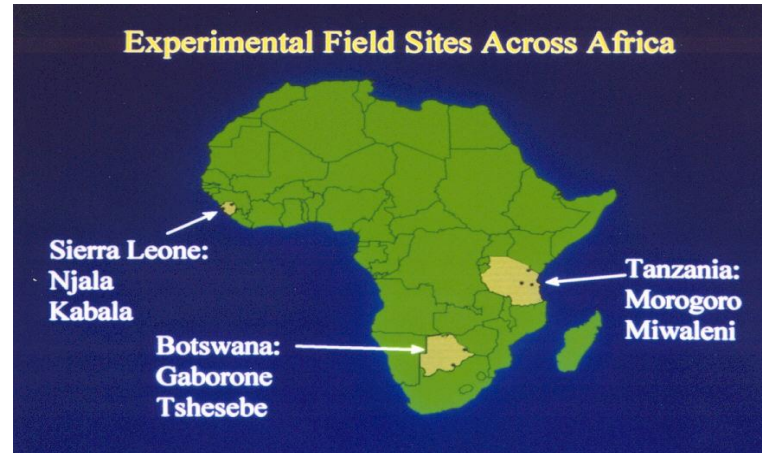 Experimental Field Sites Across Africa
Sierra Leone:
Njala
Kabala
Tanzania:
Morogoro
Miwaleni
Botswana:
Gaborone
Tshesebe